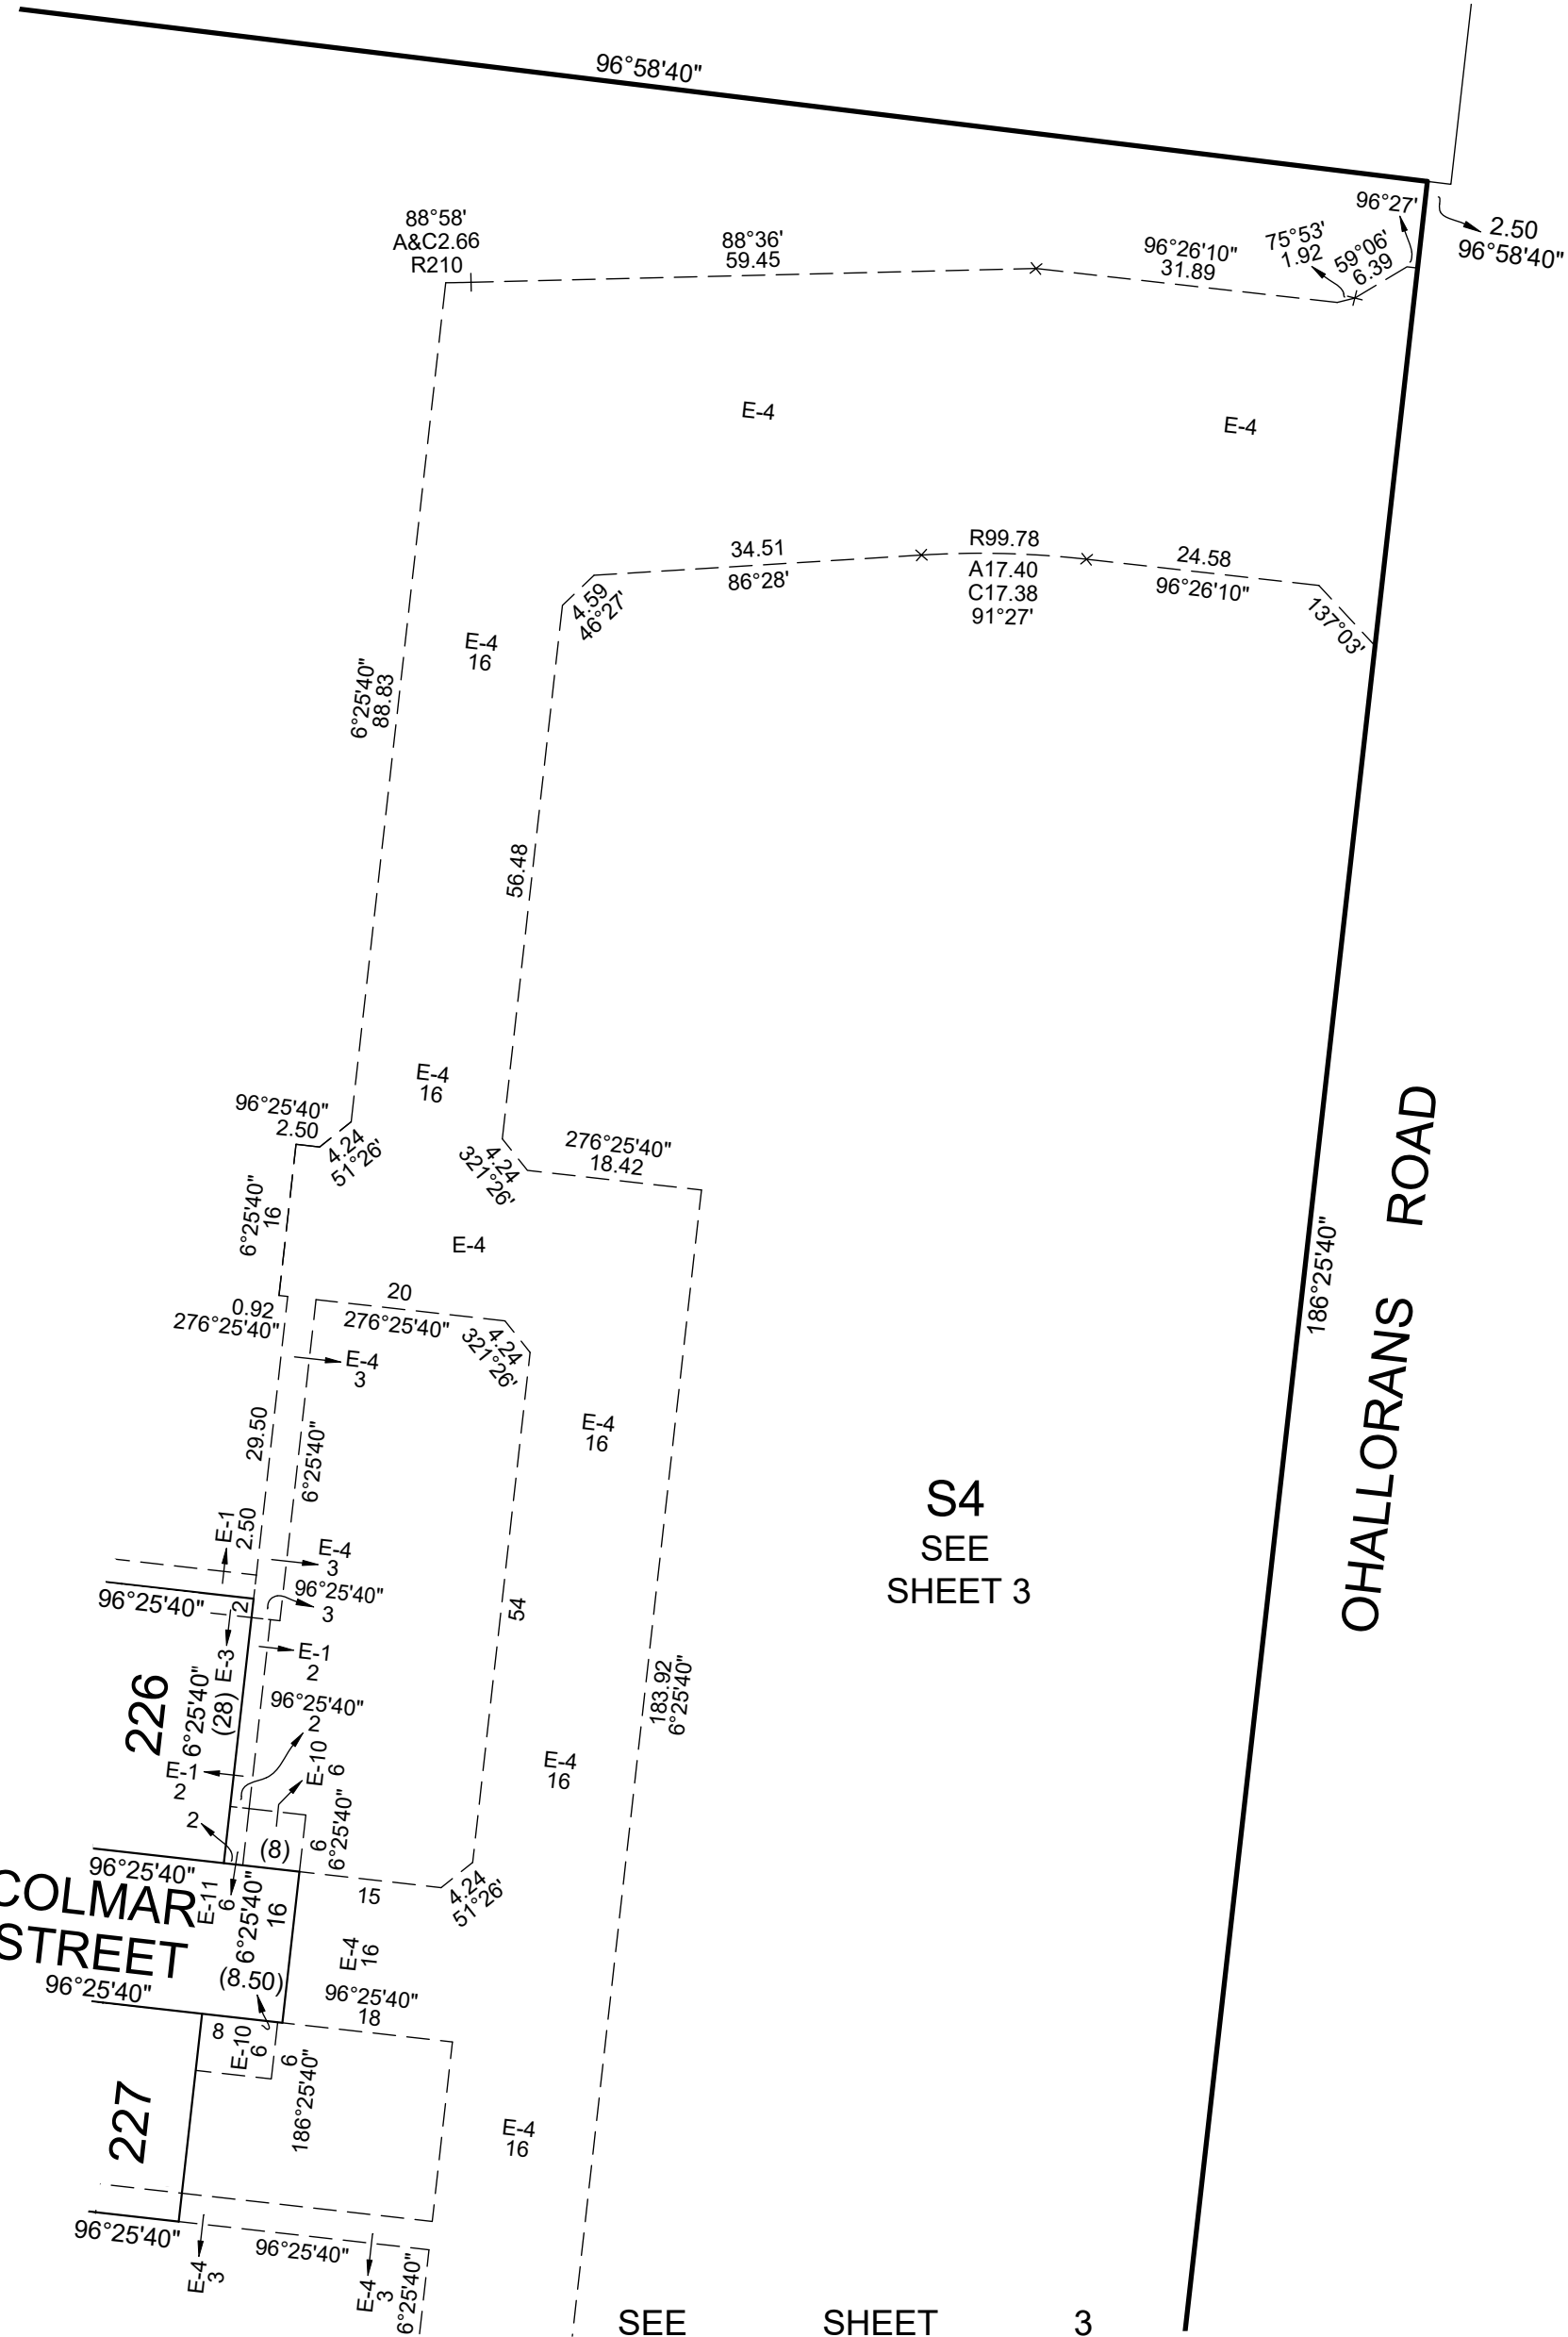 96°58'40"
96°27'
2.50
96°58'40"
88°58'
A&C2.66
R210
88°36'
59.45
96°26'10"
31.89
75°53'
1.92
59°06'
6.39
E-4
E-4
34.51
86°28'
R99.78
A17.40
C17.38
91°27'
24.58
96°26'10"
137°03'
4.59
46°27'
E-4
16
6°25'40"
88.83
56.48
E-4
16
96°25'40"
2.50
4.24
51°26'
4.24
321°26'
276°25'40"
18.42
6°25'40"
16
E-4
186°25'40"
OHALLORANS ROAD
0.92
276°25'40"
20
276°25'40"
4.24
321°26'
E-4
3
29.50
6°25'40"
E-4
16
S4
SEE
SHEET 3
E-1
2.50
E-4
3
96°25'40"
3
96°25'40"
2
54
E-3
E-1
2
226
6°25'40"
(28)
96°25'40"
2
183.92
6°25'40"
E-1
2
E-10
6
E-4
16
2
(8)
6
6°25'40"
96°25'40"
COLMAR
STREET
E-11
6
6°25'40"
16
15
4.24
51°26'
E-4
16
(8.50)
96°25'40"
96°25'40"
18
8
E-10
6
6
186°25'40"
227
E-4
16
96°25'40"
E-4
3
96°25'40"
E-4
3
6°25'40"
SEE SHEET 3